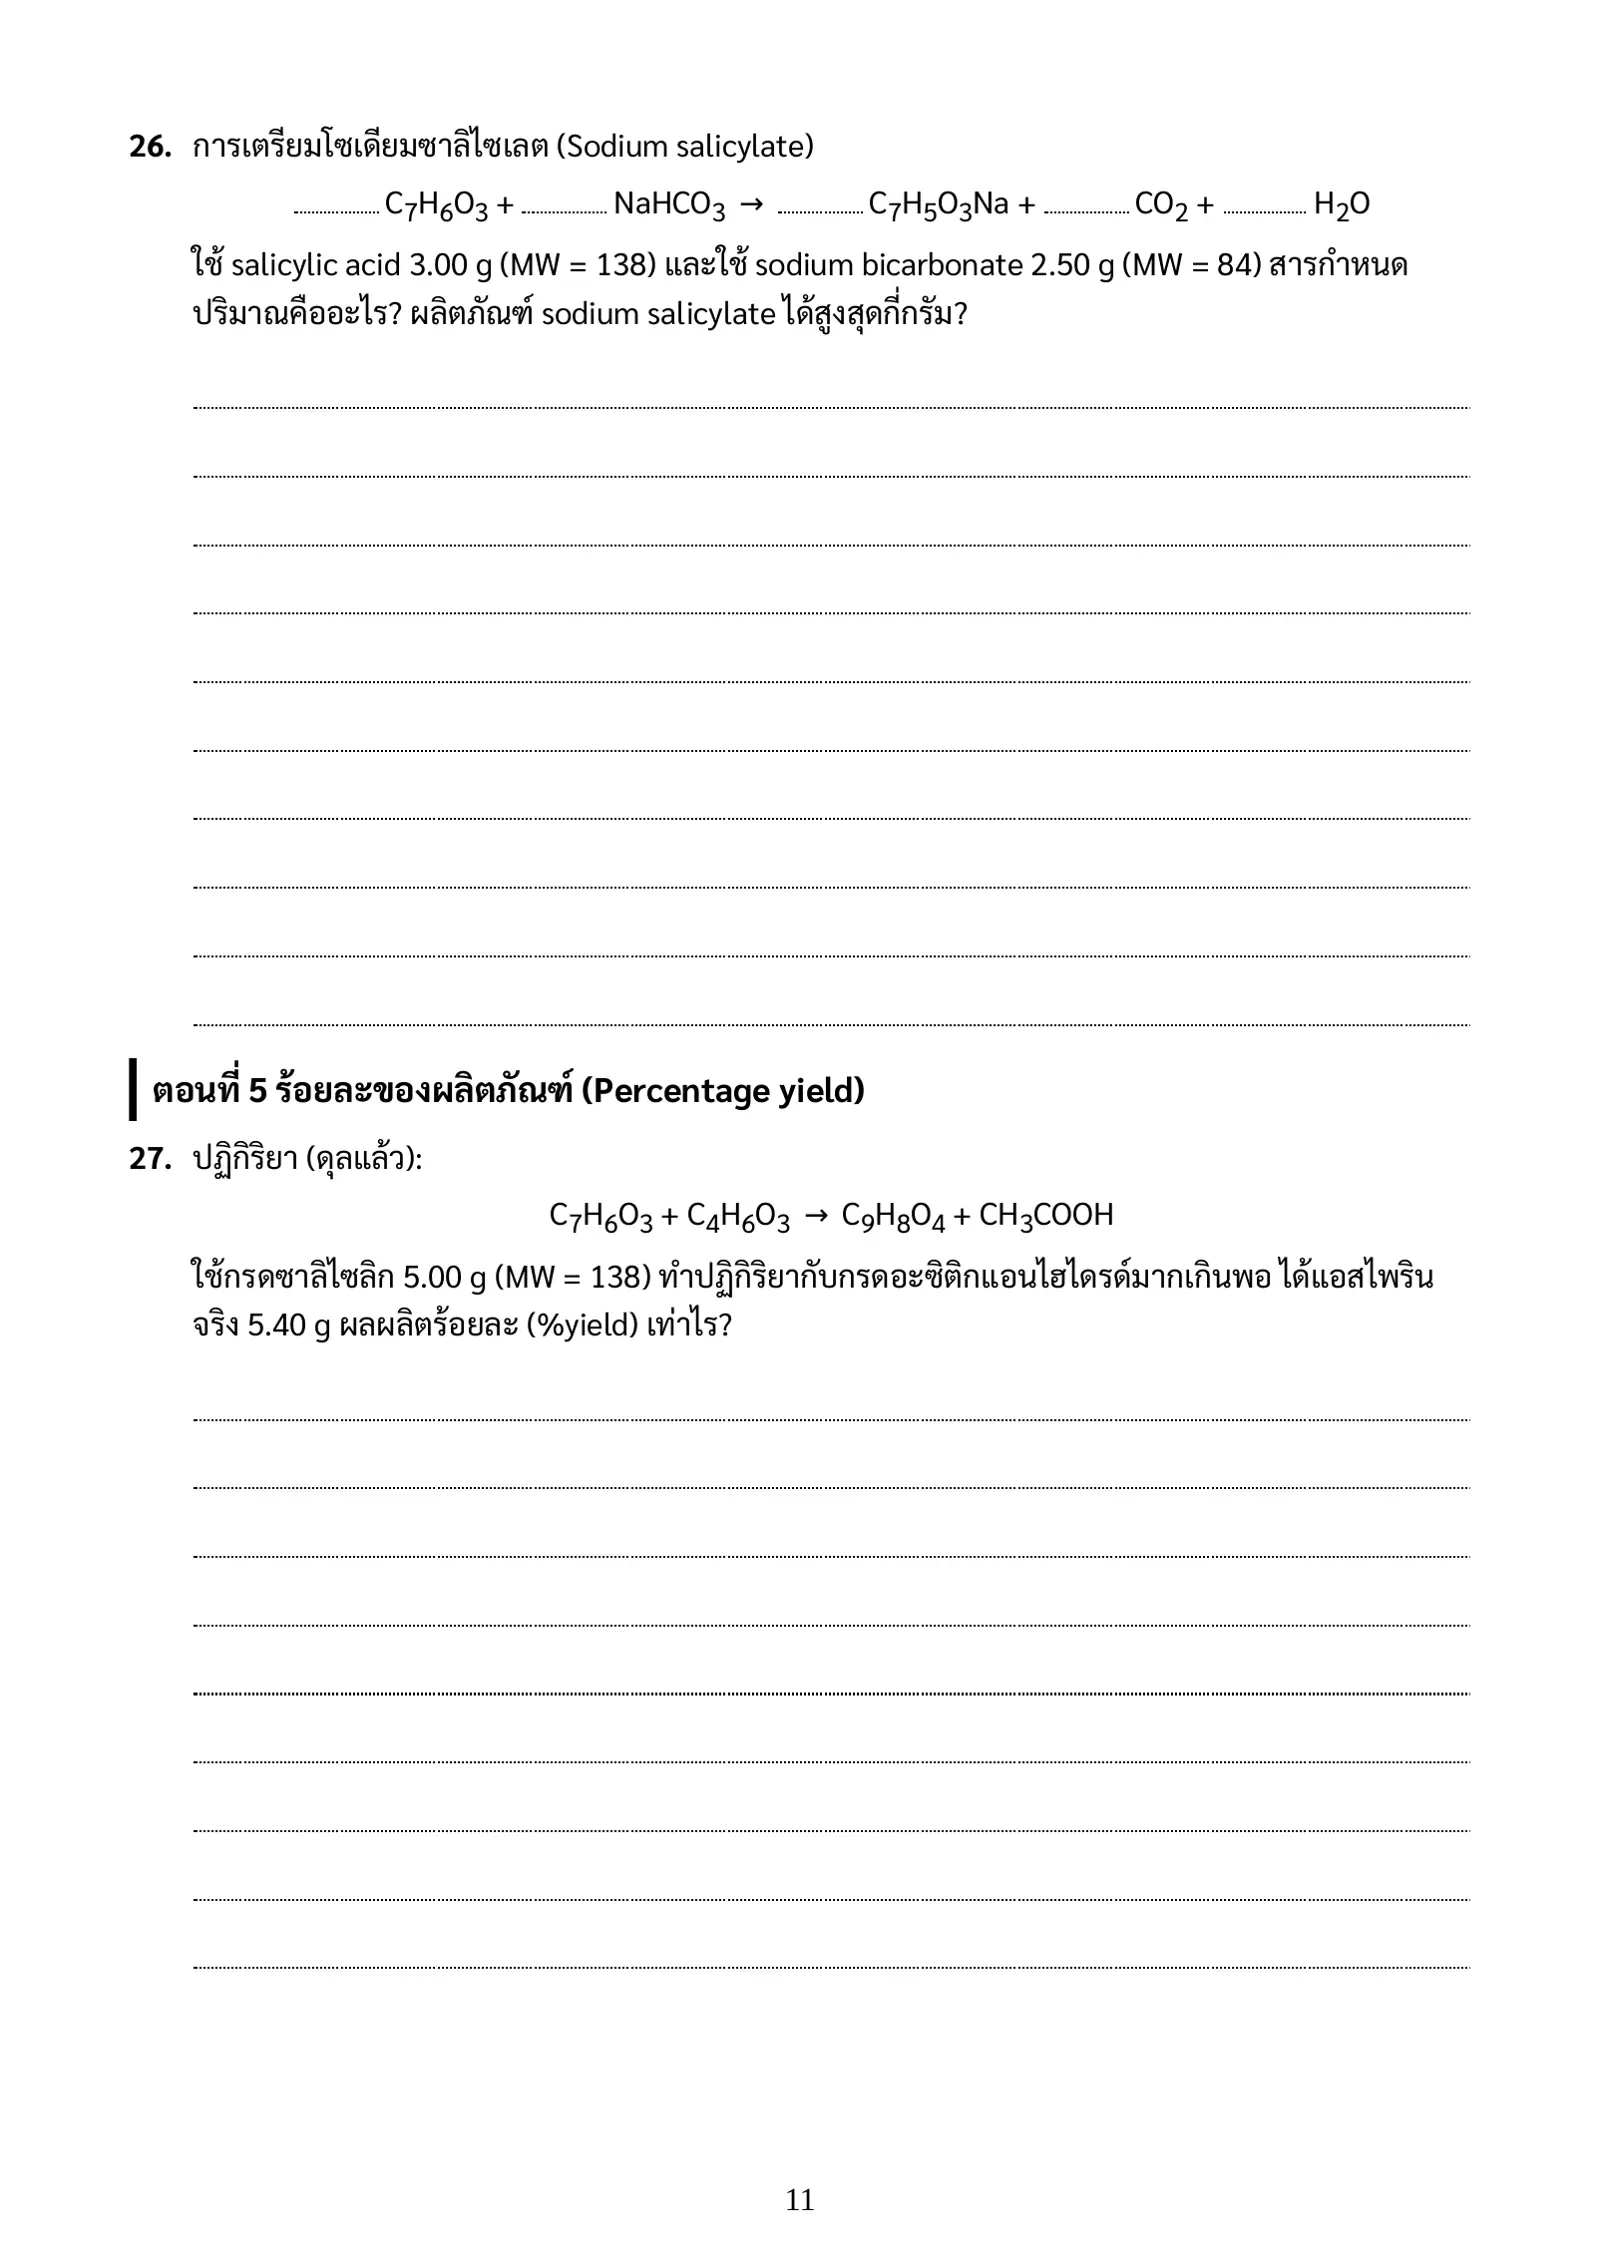 26. การเตรียมโซเดียมซาลิไซเลต (Sodium salicylate)
................ C₇H₆O₃ + ................ NaHCO₃ → ................ C₇H₅O₃Na + ................ CO₂ + ................ H₂O
ใช้ salicylic acid 3.00 g (MW = 138) และใช้ sodium bicarbonate 2.50 g (MW = 84) สารกำหนด
ปริมาณคืออะไร? ผลิตภัณฑ์ sodium salicylate ได้สูงสุดกี่กรัม?
ตอนที่ 5 ร้อยละของผลิตภัณฑ์ (Percentage yield)
27. ปฏิกิริยา (ดุลแล้ว):
C₇H₆O₃ + C₄H₆O₃ → C₉H₈O₄ + CH₃COOH
ใช้กรดซาลิไซลิก 5.00 g (MW = 138) ทำปฏิกิริยากับกรดอะซิติกแอนไฮไดรด์มากเกินพอ ได้แอสไพริน
จริง 5.40 g ผลผลิตร้อยละ (%yield) เท่าไร?
11